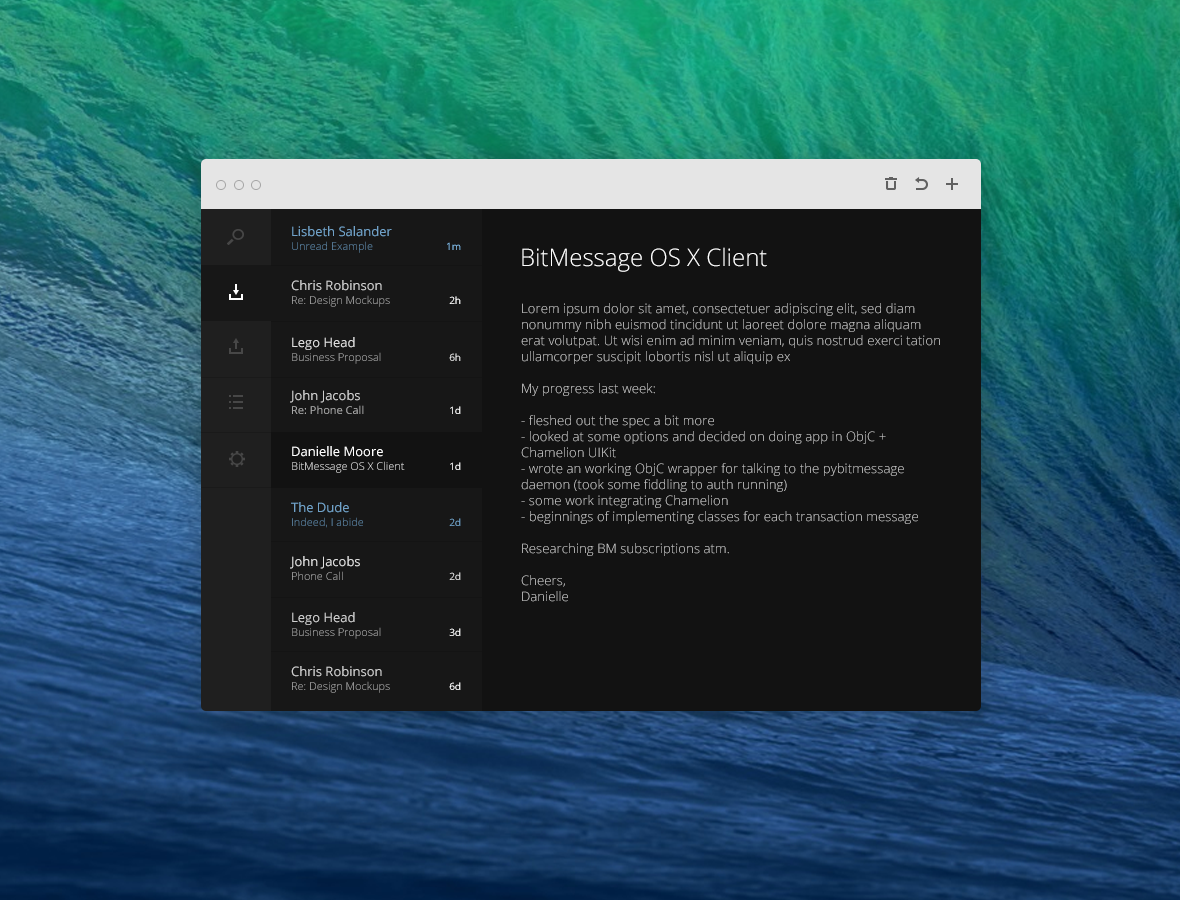 Lisbeth Salander
Unread Example 1m
Chris Robinson
Re: Design Mockups 2h
Lego Head
Business Proposal 6h
John Jacobs
Re: Phone Call 1d
Danielle Moore
BitMessage OS X Client 1d
The Dude
Indeed, I abide 2d
John Jacobs
Phone Call 2d
Lego Head
Business Proposal 3d
Chris Robinson
Re: Design Mockups 6d
BitMessage OS X Client
Lorem ipsum dolor sit amet, consectetuer adipiscing elit, sed diam
nonummy nibh euismod tincidunt ut laoreet dolore magna aliquam
erat volutpat. Ut wisi enim ad minim veniam, quis nostrud exerci tation
ullamcorper suscipit lobortis nisl ut aliquip ex
My progress last week:
- fleshed out the spec a bit more
- looked at some options and decided on doing app in ObjC +
Chamelion UIKit
- wrote an working ObjC wrapper for talking to the pybitmessage
daemon (took some fiddling to auth running)
- some work integrating Chamelion
- beginnings of implementing classes for each transaction message
Researching BM subscriptions atm.
Cheers,
Danielle